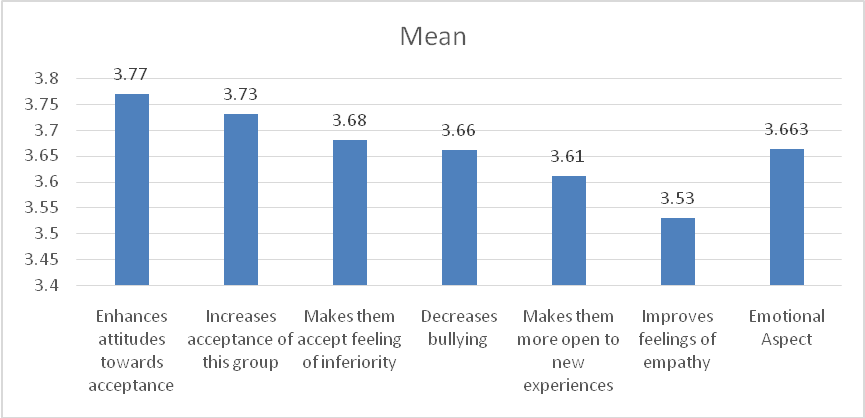 Mean
3.8
3.75
3.7
3.65
3.6
3.55
3.5
3.45
3.4
3.77
3.73
3.68
3.66
3.61
3.53
3.663
Enhances
attitudes
towards
acceptance
Increases
acceptance of
this group
Makes them
accept feeling
of inferiority
Decreases
bullying
Makes them
more open to
new
experiences
Improves
feelings of
empathy
Emotional
Aspect